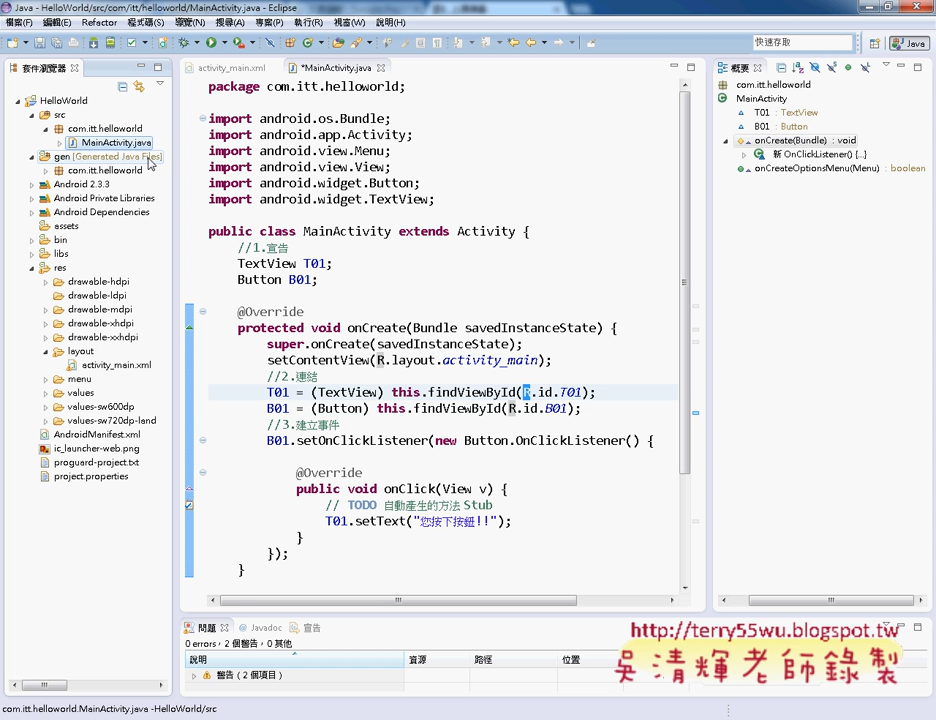 Java - HelloWorld/src/com/itt/helloworld/MainActivity.java - Eclipse
檔案(F) 編輯(E) Refactor 程式碼(S) 導覽(N) 搜尋(A) 專案(P) 執行(R) 視窗(W) 說明(H)
快速存取
Java
套件瀏覽器
HelloWorld
src
com.itt.helloworld
MainActivity.java
gen [Generated Java Files]
com.itt.helloworld
Android 2.3.3
Android Private Libraries
Android Dependencies
assets
bin
libs
res
drawable-hdpi
drawable-ldpi
drawable-mdpi
drawable-xhdpi
drawable-xxhdpi
layout
activity_main.xml
menu
values
values-sw600dp
values-sw720dp-land
AndroidManifest.xml
ic_launcher-web.png
proguard-project.txt
project.properties
activity_main.xml
*MainActivity.java
package com.itt.helloworld;
import android.os.Bundle;
import android.app.Activity;
import android.view.Menu;
import android.view.View;
import android.widget.Button;
import android.widget.TextView;
public class MainActivity extends Activity {
//1.宣告
TextView T01;
Button B01;
@Override
protected void onCreate(Bundle savedInstanceState) {
super.onCreate(savedInstanceState);
setContentView(R.layout.activity_main);
//2.連結
T01 = (TextView) this.findViewById(R.id.T01);
B01 = (Button) this.findViewById(R.id.B01);
//3.建立事件
B01.setOnClickListener(new Button.OnClickListener() {
@Override
public void onClick(View v) {
// TODO 自動產生的方法 Stub
T01.setText("您按下按鈕!!");
}
});
}
概要
com.itt.helloworld
MainActivity
T01 : TextView
B01 : Button
onCreate(Bundle) : void
新 OnClickListener() {...}
onCreateOptionsMenu(Menu) : boolean
問題 @ Javadoc 宣告
0 errors，2 個警告，0 其他
說明 資源 路徑 位置
警告 (2 個項目)
http://terry55wu.blogspot.tw
吳清輝老師錄製
com.itt.helloworld.MainActivity.java -HelloWorld/src